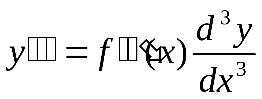 y▯▯▯ = f▯▯(x) d³y/dx³